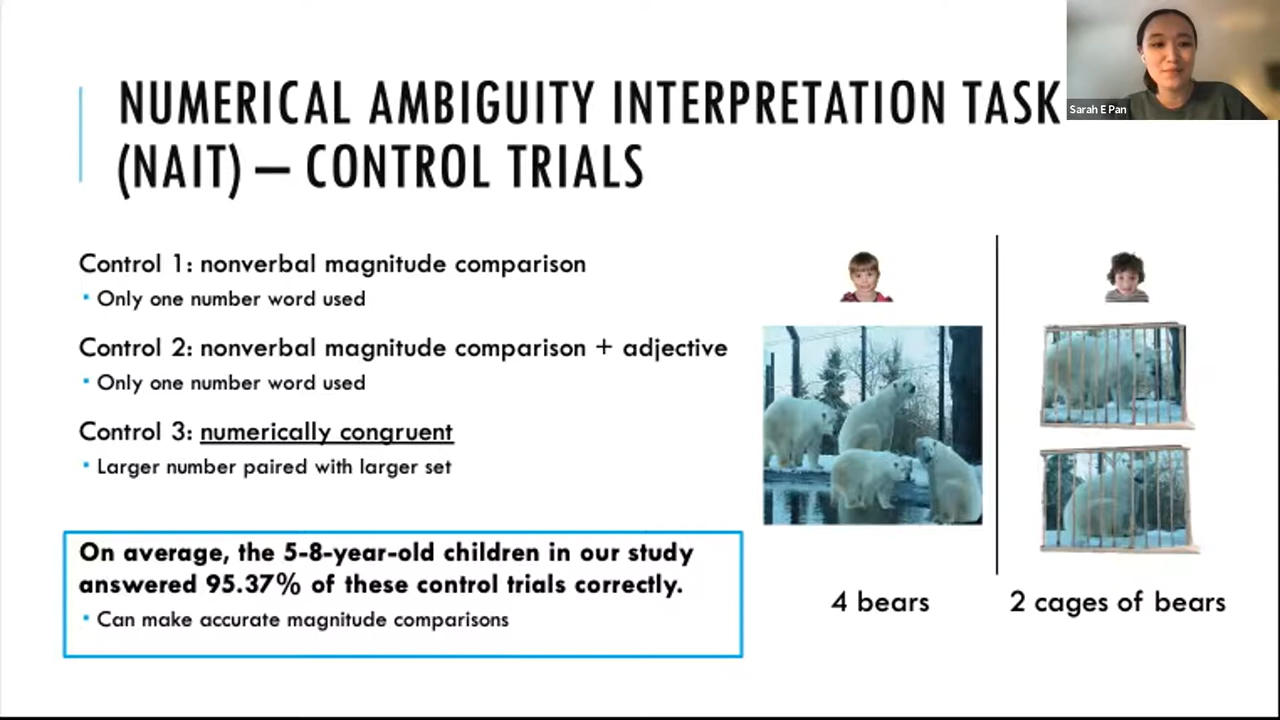 NUMERICAL AMBIGUITY INTERPRETATION TASK
(NAIT) — CONTROL TRIALS
Sarah E Pan
Control 1: nonverbal magnitude comparison
▪ Only one number word used
Control 2: nonverbal magnitude comparison + adjective
▪ Only one number word used
Control 3: numerically congruent
▪ Larger number paired with larger set
On average, the 5-8-year-old children in our study
answered 95.37% of these control trials correctly.
▪ Can make accurate magnitude comparisons
4 bears
2 cages of bears